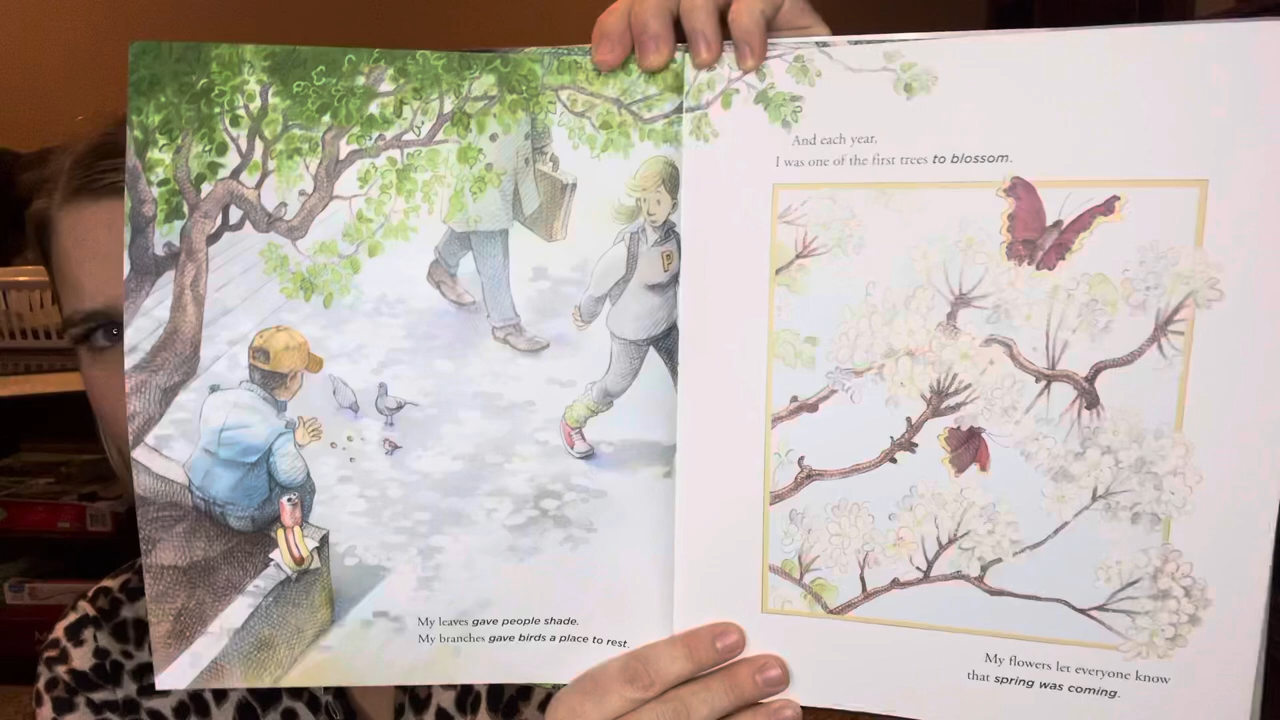 P
My leaves gave people shade.
My branches gave birds a place to rest.
And each year,
I was one of the first trees to blossom.
My flowers let everyone know
that spring was coming.